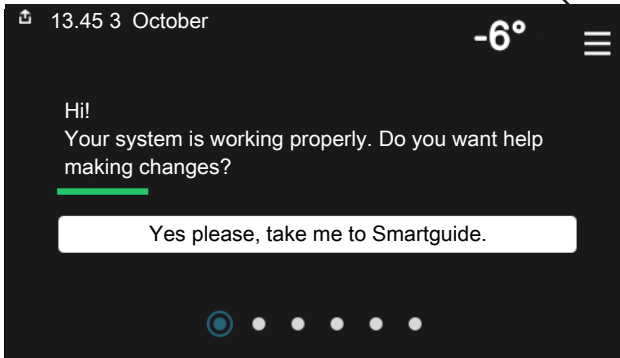 13.45 3 October
-6°
Hi!
Your system is working properly. Do you want help
making changes?
Yes please, take me to Smartguide.